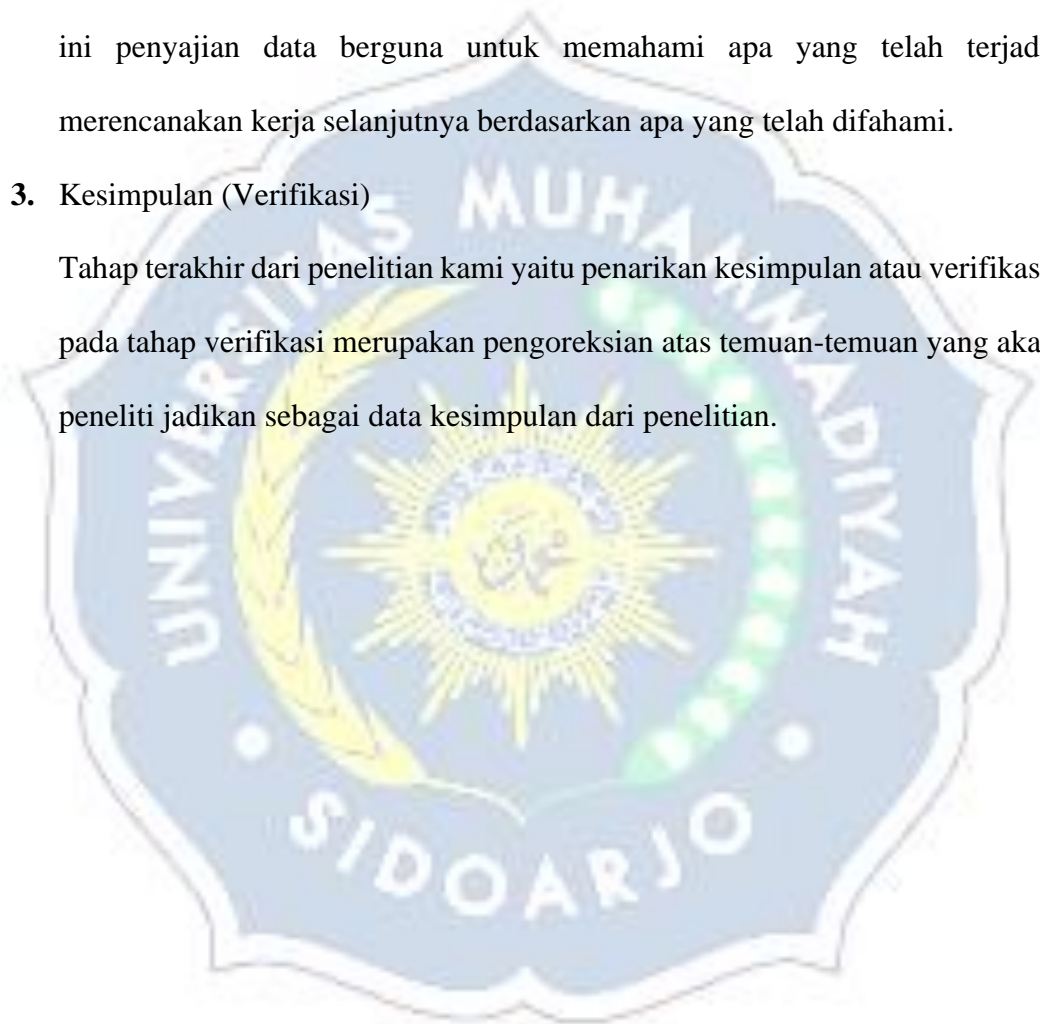 ini penyajian data berguna untuk memahami apa yang telah terjad
merencanakan kerja selanjutnya berdasarkan apa yang telah difahami.
3. Kesimpulan (Verifikasi)
Tahap terakhir dari penelitian kami yaitu penarikan kesimpulan atau verifikas
pada tahap verifikasi merupakan pengoreksian atas temuan-temuan yang aka
peneliti jadikan sebagai data kesimpulan dari penelitian.
UNIVERSITAS MUHAMMADIYAH
SIDOARJO